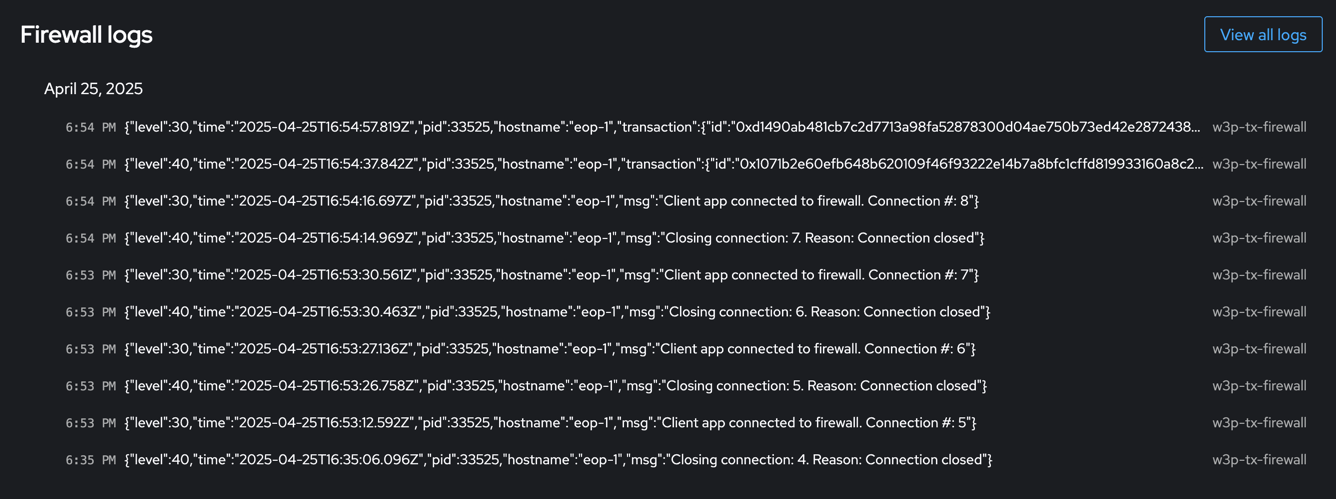 Firewall logs
View all logs
April 25, 2025
6:54 PM {"level":30,"time":"2025-04-25T16:54:57.819Z","pid":33525,"hostname":"eop-1","transaction":{"id":"0xd1490ab481cb7c2d7713a98fa52878300d04ae750b73ed42e2872438... w3p-tx-firewall
6:54 PM {"level":40,"time":"2025-04-25T16:54:37.842Z","pid":33525,"hostname":"eop-1","transaction":{"id":"0x1071b2e60efb648b620109f46f93222e14b7a8bfc1cffd819933160a8c2... w3p-tx-firewall
6:54 PM {"level":30,"time":"2025-04-25T16:54:16.697Z","pid":33525,"hostname":"eop-1","msg":"Client app connected to firewall. Connection #: 8"} w3p-tx-firewall
6:54 PM {"level":40,"time":"2025-04-25T16:54:14.969Z","pid":33525,"hostname":"eop-1","msg":"Closing connection: 7. Reason: Connection closed"} w3p-tx-firewall
6:53 PM {"level":30,"time":"2025-04-25T16:53:30.561Z","pid":33525,"hostname":"eop-1","msg":"Client app connected to firewall. Connection #: 7"} w3p-tx-firewall
6:53 PM {"level":40,"time":"2025-04-25T16:53:30.463Z","pid":33525,"hostname":"eop-1","msg":"Closing connection: 6. Reason: Connection closed"} w3p-tx-firewall
6:53 PM {"level":30,"time":"2025-04-25T16:53:27.136Z","pid":33525,"hostname":"eop-1","msg":"Client app connected to firewall. Connection #: 6"} w3p-tx-firewall
6:53 PM {"level":40,"time":"2025-04-25T16:53:26.758Z","pid":33525,"hostname":"eop-1","msg":"Closing connection: 5. Reason: Connection closed"} w3p-tx-firewall
6:53 PM {"level":30,"time":"2025-04-25T16:53:12.592Z","pid":33525,"hostname":"eop-1","msg":"Client app connected to firewall. Connection #: 5"} w3p-tx-firewall
6:35 PM {"level":40,"time":"2025-04-25T16:35:06.096Z","pid":33525,"hostname":"eop-1","msg":"Closing connection: 4. Reason: Connection closed"} w3p-tx-firewall